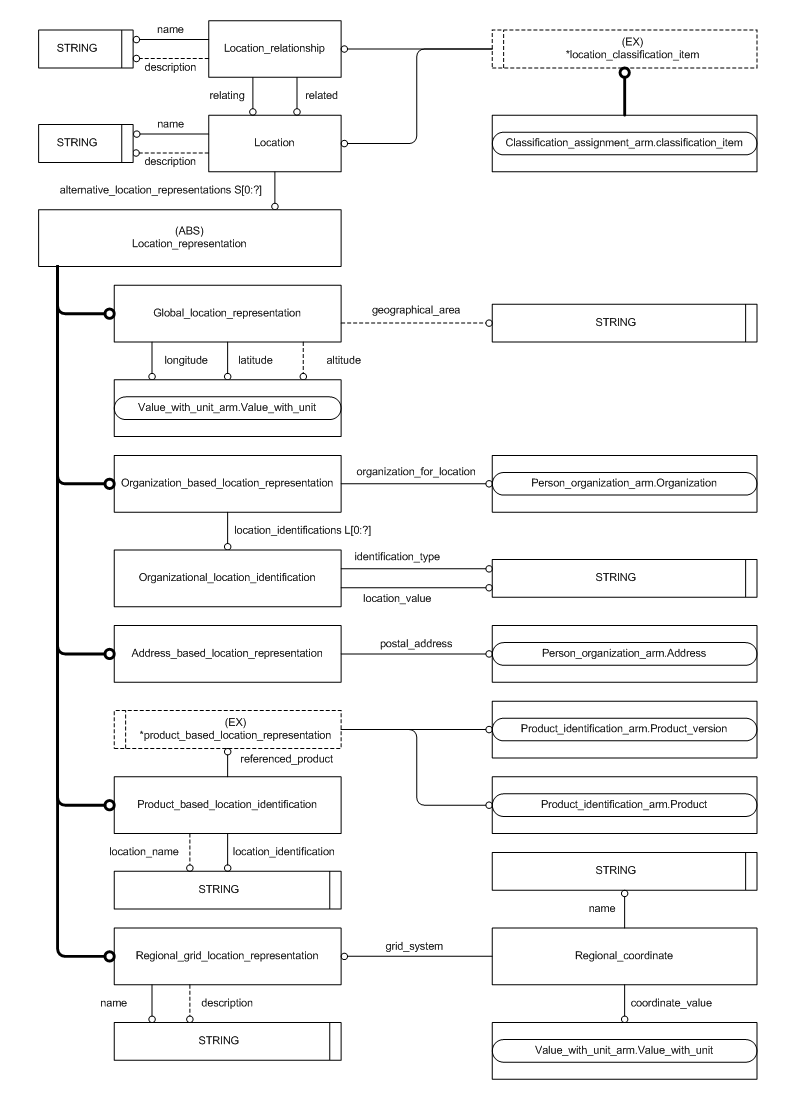 name
STRING
description
Location_relationship
(EX)
*location_classification_item
relating
related
name
STRING
description
Location
Classification_assignment_arm.classification_item
alternative_location_representations S[0:?]
(ABS)
Location_representation
Global_location_representation
geographical_area
STRING
longitude
latitude
altitude
Value_with_unit_arm.Value_with_unit
Organization_based_location_representation
organization_for_location
Person_organization_arm.Organization
location_identifications L[0:?]
Organizational_location_identification
identification_type
location_value
STRING
Address_based_location_representation
postal_address
Person_organization_arm.Address
(EX)
*product_based_location_representation
Product_identification_arm.Product_version
referenced_product
Product_based_location_identification
Product_identification_arm.Product
location_name
location_identification
STRING
STRING
name
Regional_grid_location_representation
grid_system
Regional_coordinate
name
description
coordinate_value
STRING
Value_with_unit_arm.Value_with_unit